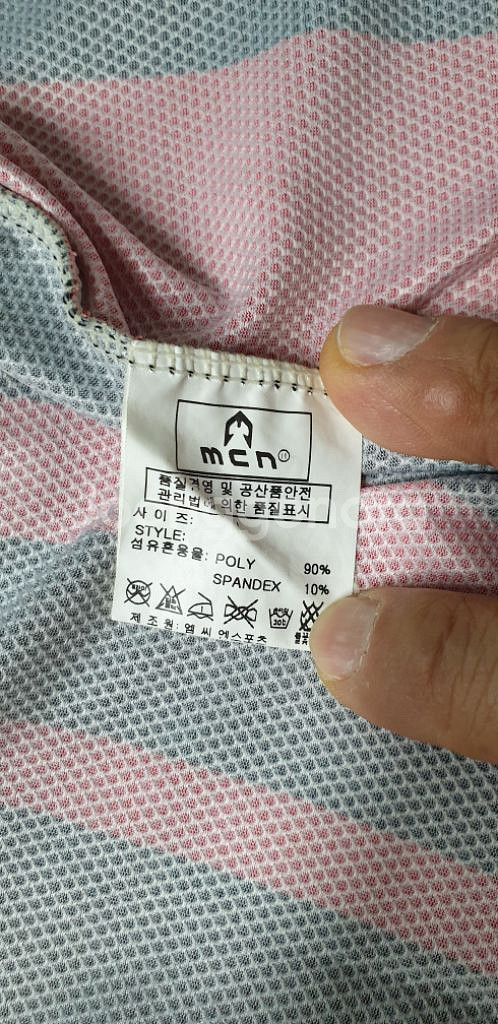 mcn
품질경영 및 공산품안전
관리법에 의한 품질표시
사 이 즈:
STYLE:
섬유혼용율: POLY 90%
SPANDEX 10%
제 조 원: 엠 씨 엔스포츠